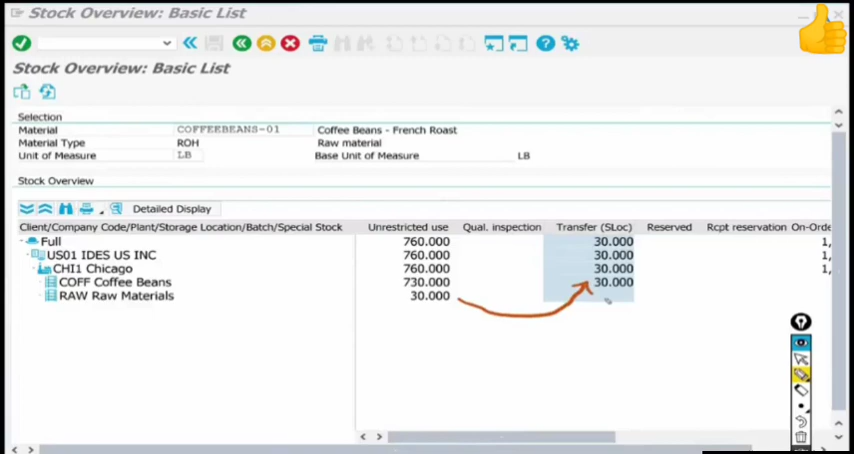 Stock Overview: Basic List
Stock Overview: Basic List
Selection
Material COFFEEBEANS-01 Coffee Beans - French Roast
Material Type ROH Raw material
Unit of Measure LB Base Unit of Measure LB
Stock Overview
Detailed Display
Client/Company Code/Plant/Storage Location/Batch/Special Stock Unrestricted use Qual. inspection Transfer (SLoc) Reserved Rcpt reservation On-Orde
Full 760.000 30.000 1,
US01 IDES US INC 760.000 30.000 1,
CHI1 Chicago 760.000 30.000 1,
COFF Coffee Beans 730.000 30.000
RAW Raw Materials 30.000